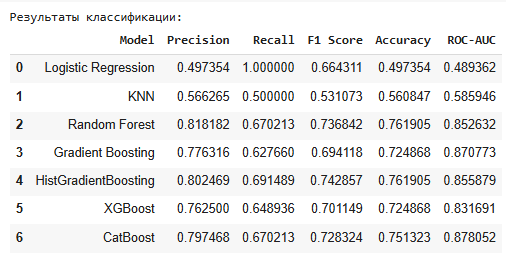 Результаты классификации:
Model Precision Recall F1 Score Accuracy ROC-AUC
0 Logistic Regression 0.497354 1.000000 0.664311 0.497354 0.489362
1 KNN 0.566265 0.500000 0.531073 0.560847 0.585946
2 Random Forest 0.818182 0.670213 0.736842 0.761905 0.852632
3 Gradient Boosting 0.776316 0.627660 0.694118 0.724868 0.870773
4 HistGradientBoosting 0.802469 0.691489 0.742857 0.761905 0.855879
5 XGBoost 0.762500 0.648936 0.701149 0.724868 0.831691
6 CatBoost 0.797468 0.670213 0.728324 0.751323 0.878052